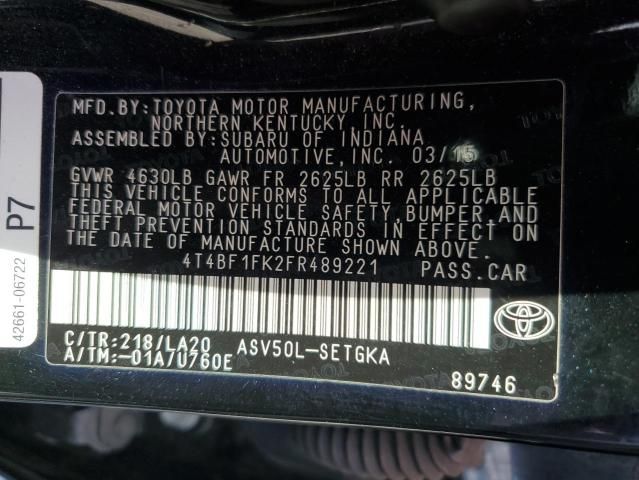 MFD.BY:TOYOTA MOTOR MANUFACTURING,
NORTHERN KENTUCKY, INC.
ASSEMBLED BY:SUBARU OF INDIANA
AUTOMOTIVE,INC. 03/15
GVWR 4630LB GAWR FR 2625LB RR 2625LB
THIS VEHICLE CONFORMS TO ALL APPLICABLE
FEDERAL MOTOR VEHICLE SAFETY,BUMPER,AND
THEFT PREVENTION STANDARDS IN EFFECT ON
THE DATE OF MANUFACTURE SHOWN ABOVE.
4T4BF1FK2FR489221 PASS.CAR
C/TR:218/LA20 ASV50L-SETGKA
A/TM:-01A/U760E
89746
P7
42661-06722